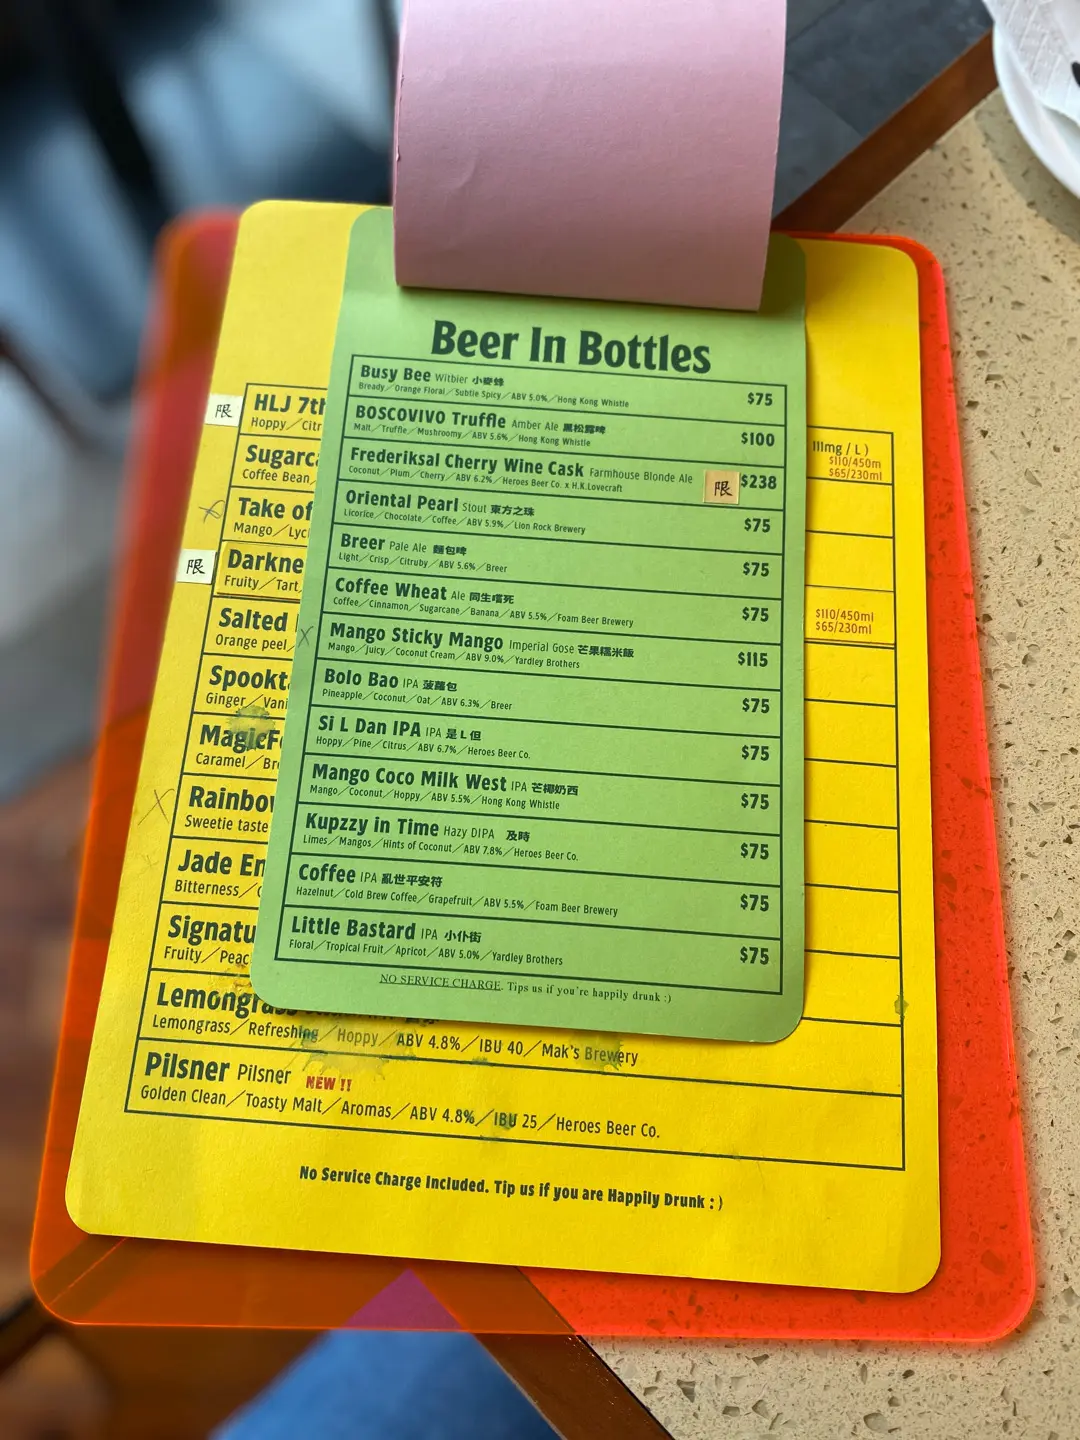 Beer In Bottles
Busy Bee Witbier 小麥蜂
Bready／Orange Floral／Subtle Spicy／ABV 5.0%／Hong Kong Whistle
$75
BOSCOVIVO Truffle Amber Ale 黑松露啤
Malt／Truffle／Mushroomy／ABV 5.6%／Hong Kong Whistle
$100
Frederiksal Cherry Wine Cask Farmhouse Blonde Ale
Coconut／Plum／Cherry／ABV 6.2%／Heroes Beer Co. x H.K.Lovecraft
限 $238
Oriental Pearl Stout 東方之珠
Licorice／Chocolate／Coffee／ABV 5.9%／Lion Rock Brewery
$75
Breer Pale Ale 麵包啤
Light／Crisp／Citruby／ABV 5.6%／Breer
$75
Coffee Wheat Ale 同生嚐死
Coffee／Cinnamon／Sugarcane／Banana／ABV 5.5%／Foam Beer Brewery
$75
Mango Sticky Mango Imperial Gose 芒果糯米飯
Mango／Juicy／Coconut Cream／ABV 9.0%／Yardley Brothers
$115
Bolo Bao IPA 菠蘿包
Pineapple／Coconut／Oat／ABV 6.3%／Breer
$75
Si L Dan IPA IPA 是 L 但
Hoppy／Pine／Citrus／ABV 6.7%／Heroes Beer Co.
$75
Mango Coco Milk West IPA 芒椰奶西
Mango／Coconut／Hoppy／ABV 5.5%／Hong Kong Whistle
$75
Kupzzy in Time Hazy DIPA 及時
Limes／Mangos／Hints of Coconut／ABV 7.8%／Heroes Beer Co.
$75
Coffee IPA 亂世平安符
Hazelnut／Cold Brew Coffee／Grapefruit／ABV 5.5%／Foam Beer Brewery
$75
Little Bastard IPA 小仆街
Floral／Tropical Fruit／Apricot／ABV 5.0%／Yardley Brothers
$75
NO SERVICE CHARGE. Tips us if you're happily drunk :)
限
HLJ 7th
Hoppy／Citr
lllmg / L )
$110/450m
$65/230ml
Sugarc
Coffee Bean
Take of
Mango／Lyc
限
Darkne
Fruity／Tart
$110/450ml
$65/230ml
Salted
Orange peel
Spookt
Ginger／Vani
MagicF
Caramel／Br
Rainbo
Sweetie taste
Jade En
Bitterness／
Signatu
Fruity／Peac
Lemongrass
Lemongrass／Refreshing／Hoppy／ABV 4.8%／IBU 40／Mak's Brewery
Pilsner Pilsner NEW !!
Golden Clean／Toasty Malt／Aromas／ABV 4.8%／IBU 25／Heroes Beer Co.
No Service Charge Included. Tip us if you are Happily Drunk : )